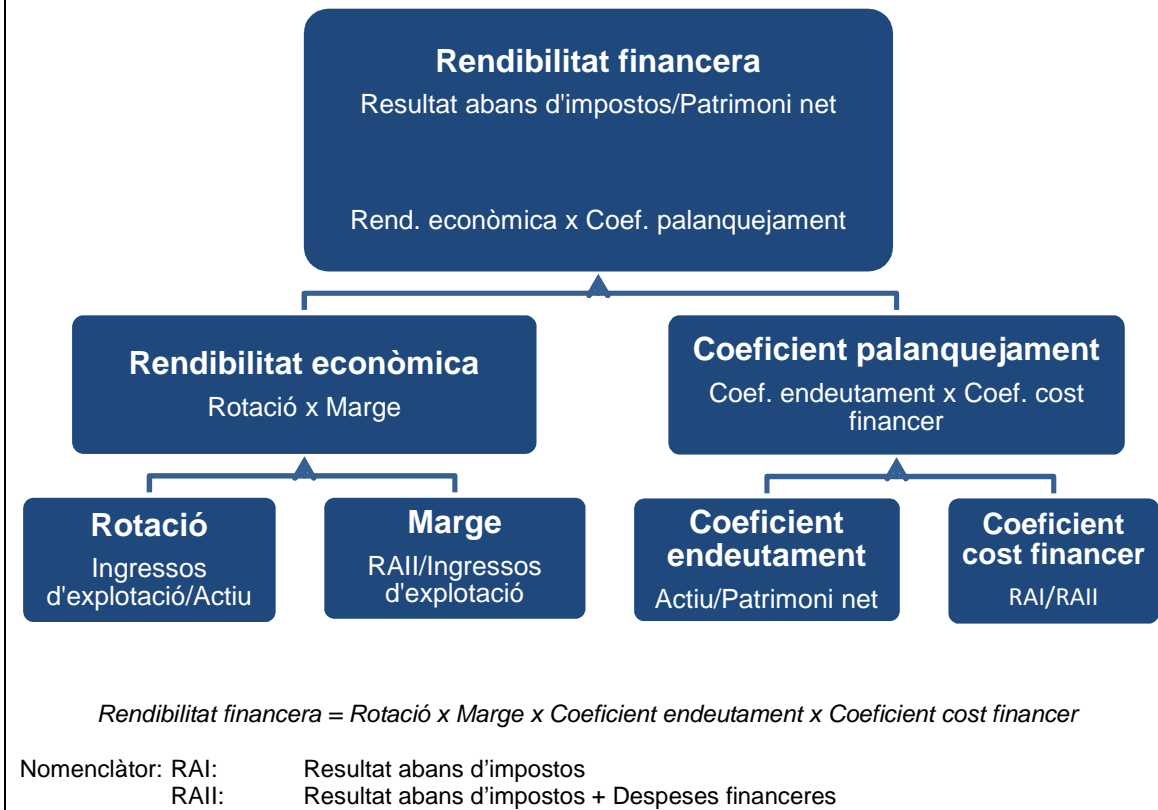 Rendibilitat financera
Resultat abans d'impostos/Patrimoni net
Rend. econòmica x Coef. palanquejament
Rendibilitat econòmica
Rotació x Marge
Coeficient palanquejament
Coef. endeutament x Coef. cost
financer
Rotació
Ingressos
d'explotació/Actiu
Marge
RAII/Ingressos
d'explotació
Coeficient
endeutament
Actiu/Patrimoni net
Coeficient
cost financer
RAI/RAII
Rendibilitat financera = Rotació x Marge x Coeficient endeutament x Coeficient cost financer
Nomenclàtor: RAI: Resultat abans d’impostos
RAII: Resultat abans d’impostos + Despeses financeres